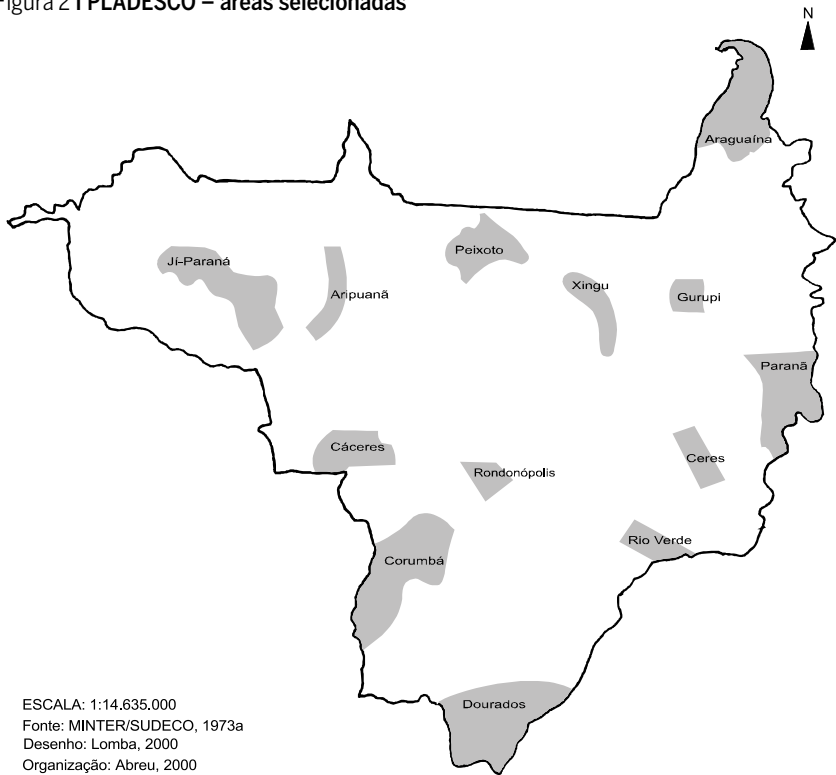 Figura 2 I PLADESCO – áreas selecionadas
N
Araguaína
Peixoto
Jí-Paraná
Xingu
Aripuanã
Gurupi
Paranã
Cáceres
Ceres
Rondonópolis
Rio Verde
Corumbá
Dourados
ESCALA: 1:14.635.000
Fonte: MINTER/SUDECO, 1973a
Desenho: Lomba, 2000
Organização: Abreu, 2000